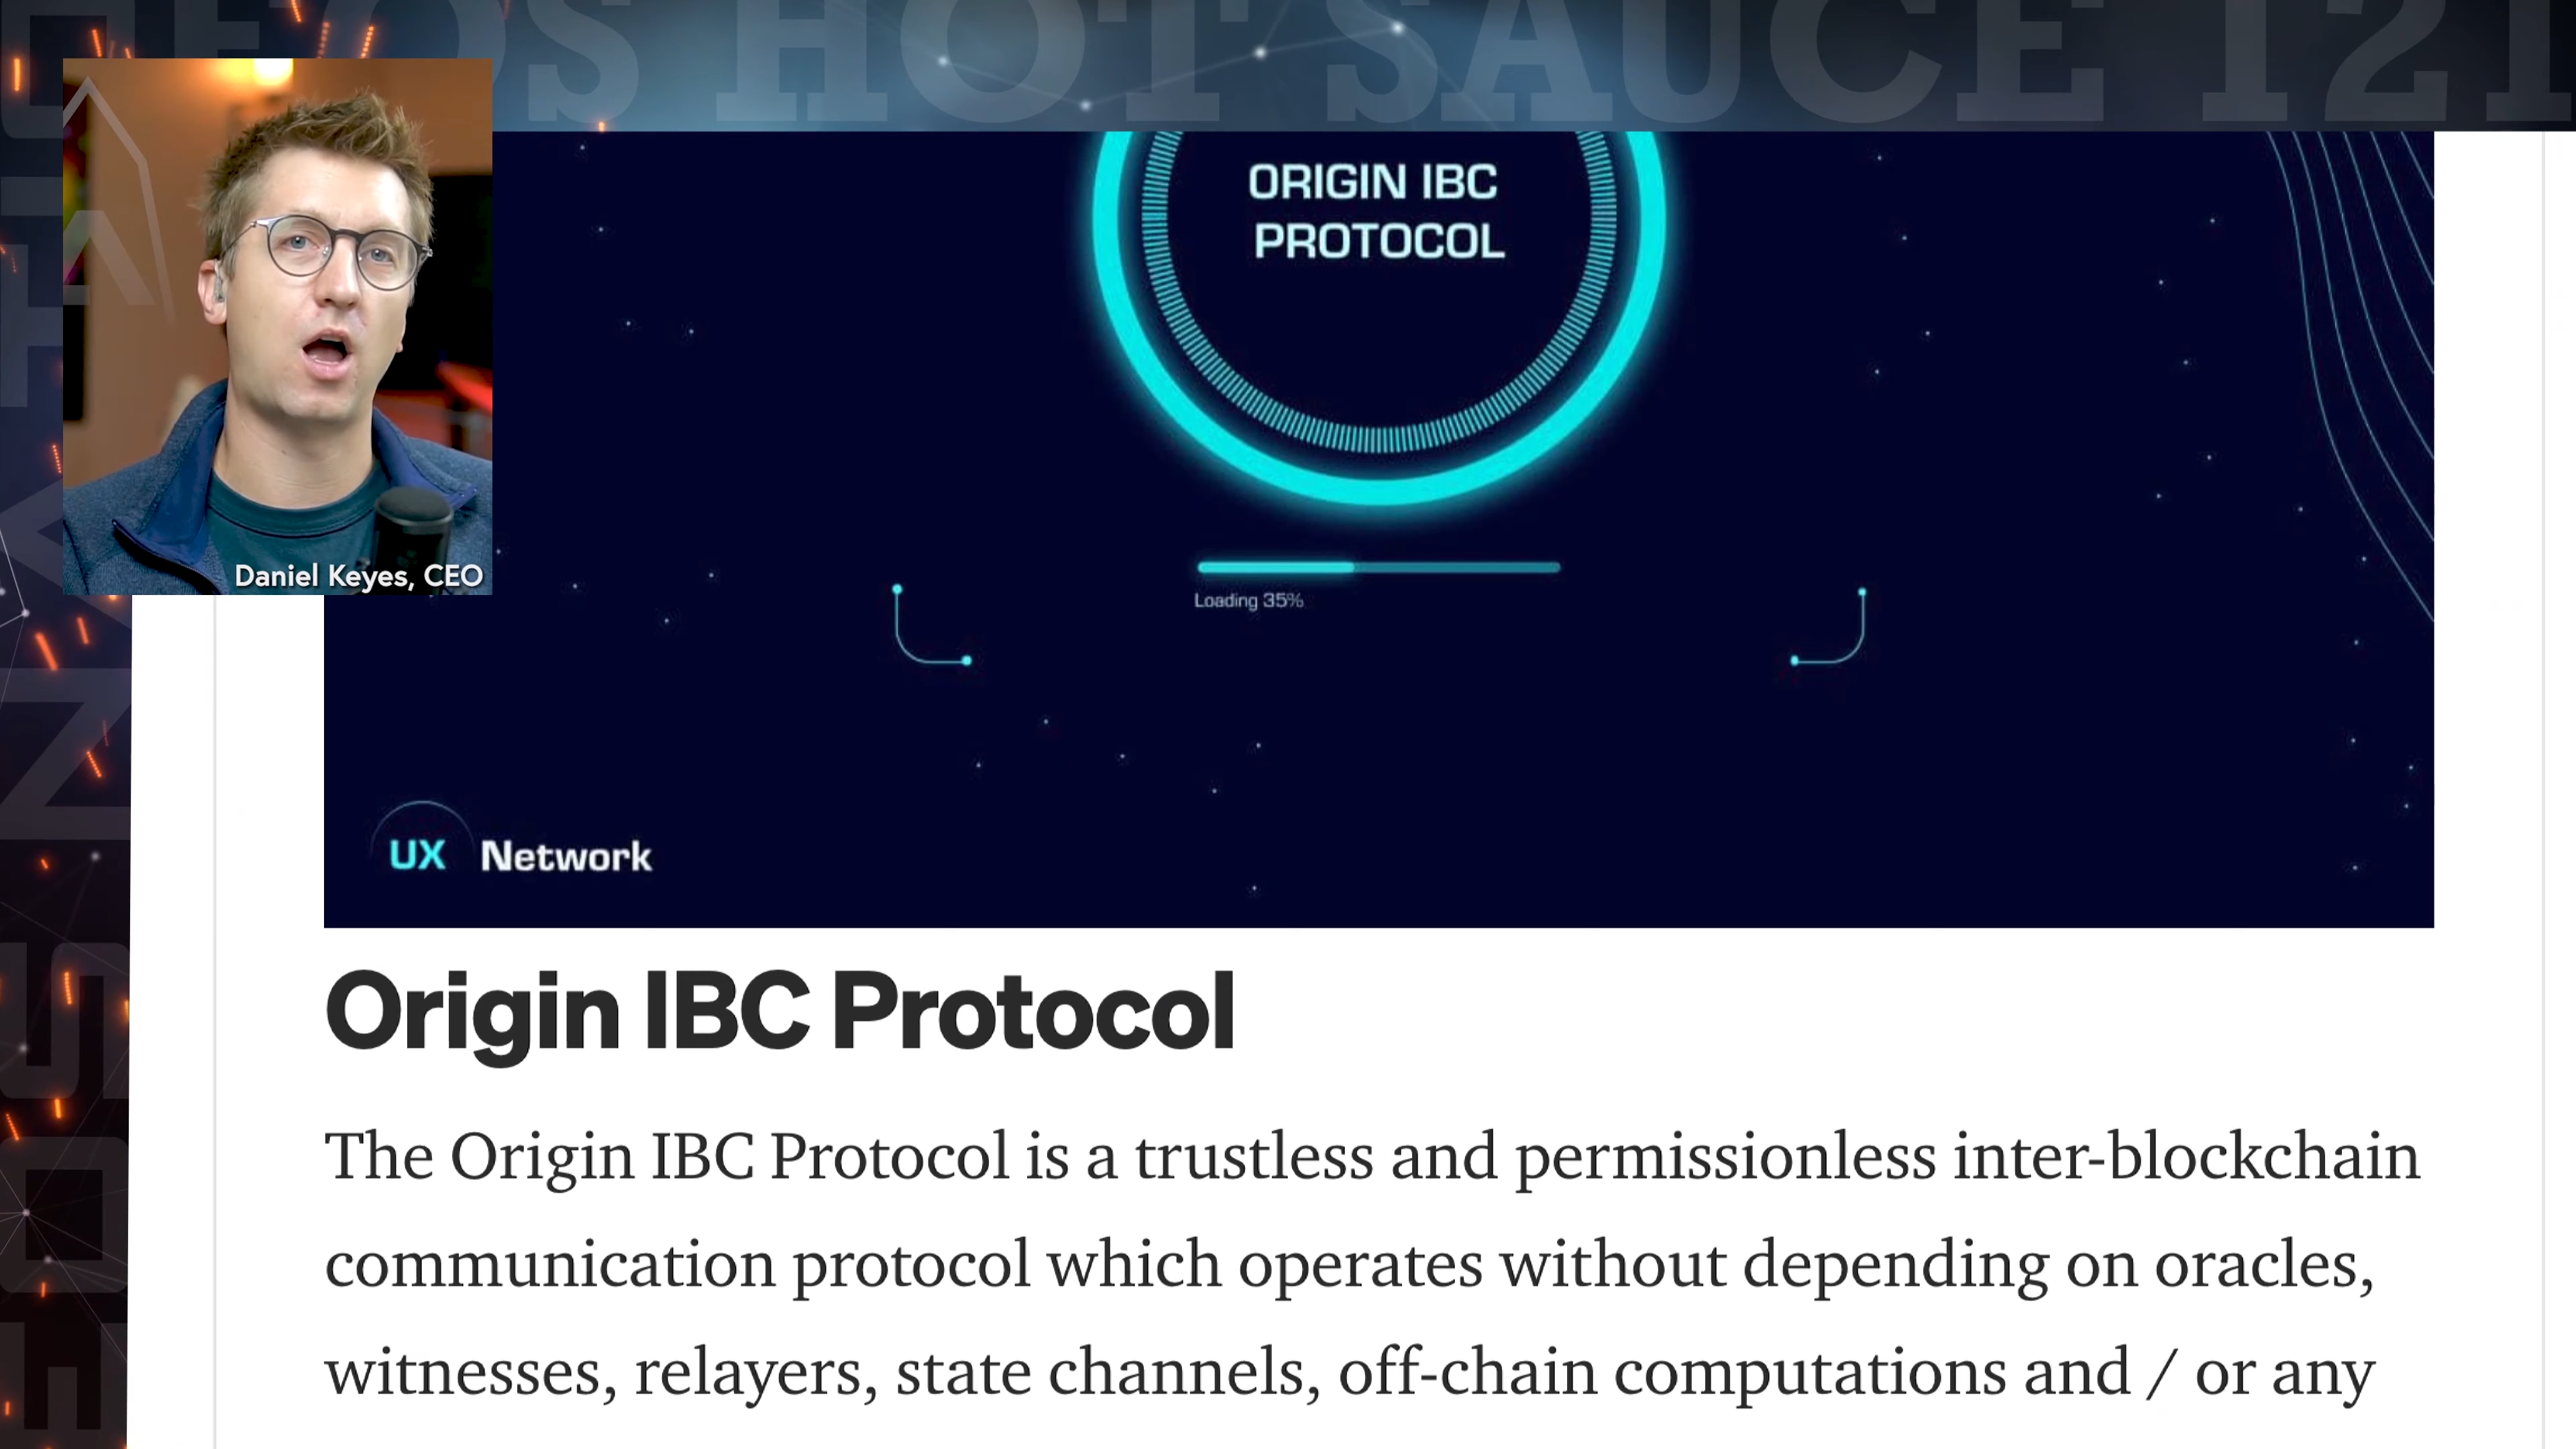 EOS HOT SAUCE 121
Daniel Keyes, CEO
ORIGIN IBC
PROTOCOL
Loading 35%
UX Network
Origin IBC Protocol
The Origin IBC Protocol is a trustless and permissionless inter-blockchain
communication protocol which operates without depending on oracles,
witnesses, relayers, state channels, off-chain computations and / or any